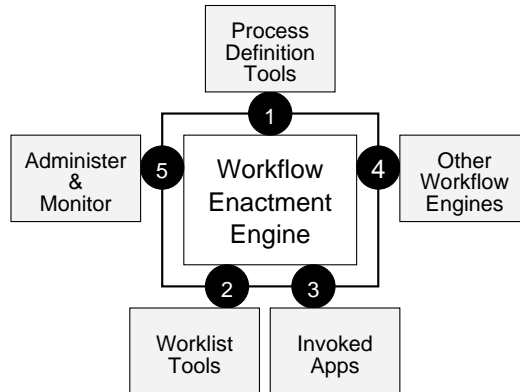 Process
Definition
Tools
1
Administer
&
Monitor
5
Workflow
Enactment
Engine
4
Other
Workflow
Engines
2
3
Worklist
Tools
Invoked
Apps